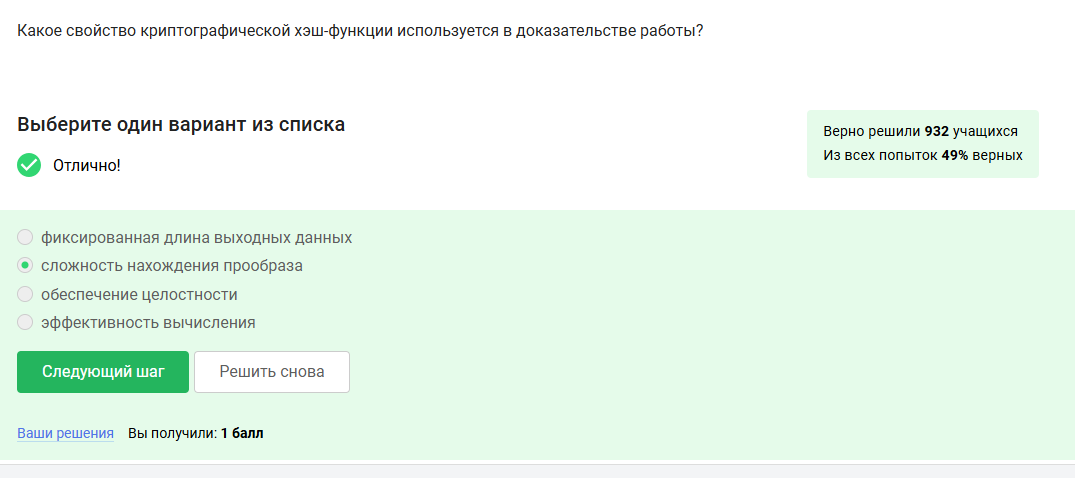 Какое свойство криптографической хэш-функции используется в доказательстве работы?
Выберите один вариант из списка
Отлично!
Верно решили 932 учащихся
Из всех попыток 49% верных
фиксированная длина выходных данных
сложность нахождения прообраза
обеспечение целостности
эффективность вычисления
Следующий шаг
Решить снова
Ваши решения
Вы получили: 1 балл